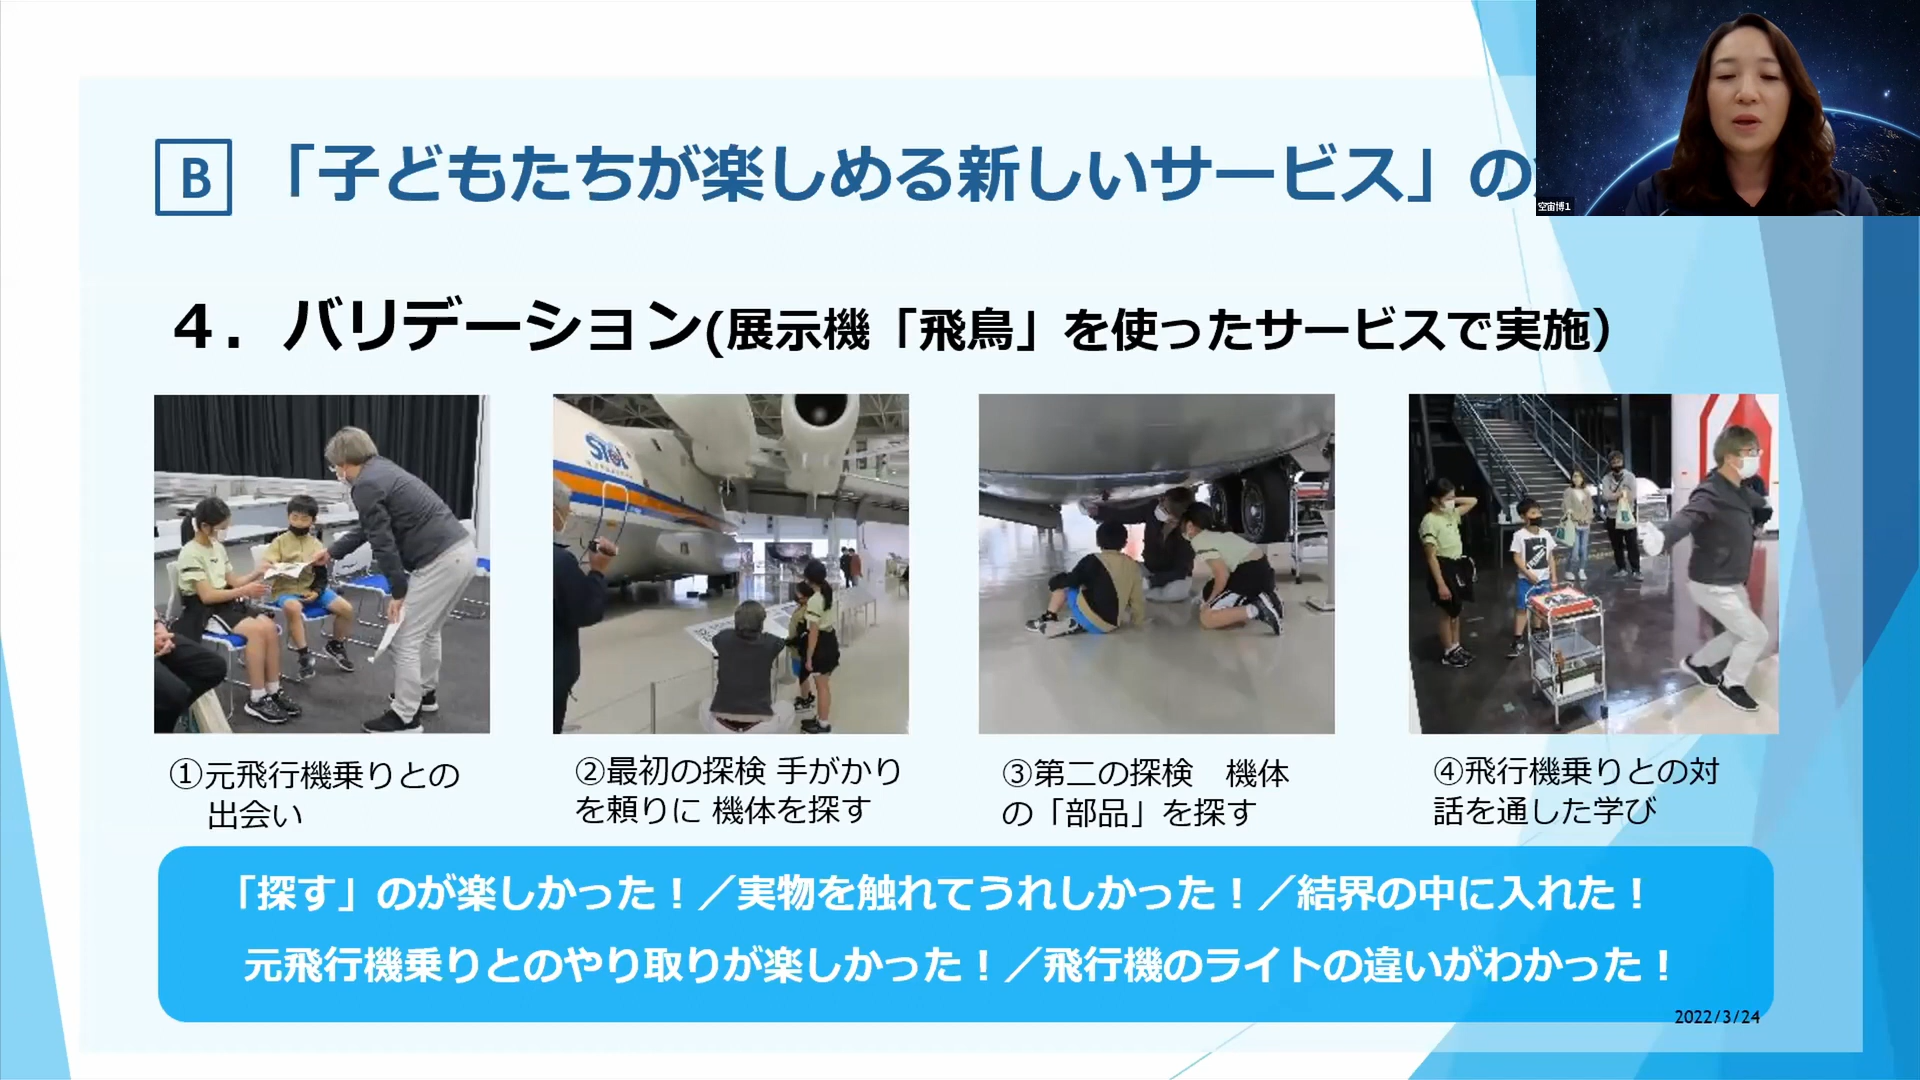 B 「子どもたちが楽しめる新しいサービス」の
空宙博1
4．バリデーション(展示機「飛鳥」を使ったサービスで実施）
STOL
①元飛行機乗りとの
出会い
②最初の探検 手がかり
を頼りに 機体を探す
③第二の探検　機体
の「部品」を探す
④飛行機乗りとの対
話を通した学び
「探す」のが楽しかった！／実物を触れてうれしかった！／結界の中に入れた！
元飛行機乗りとのやり取りが楽しかった！／飛行機のライトの違いがわかった！
2022/3/24